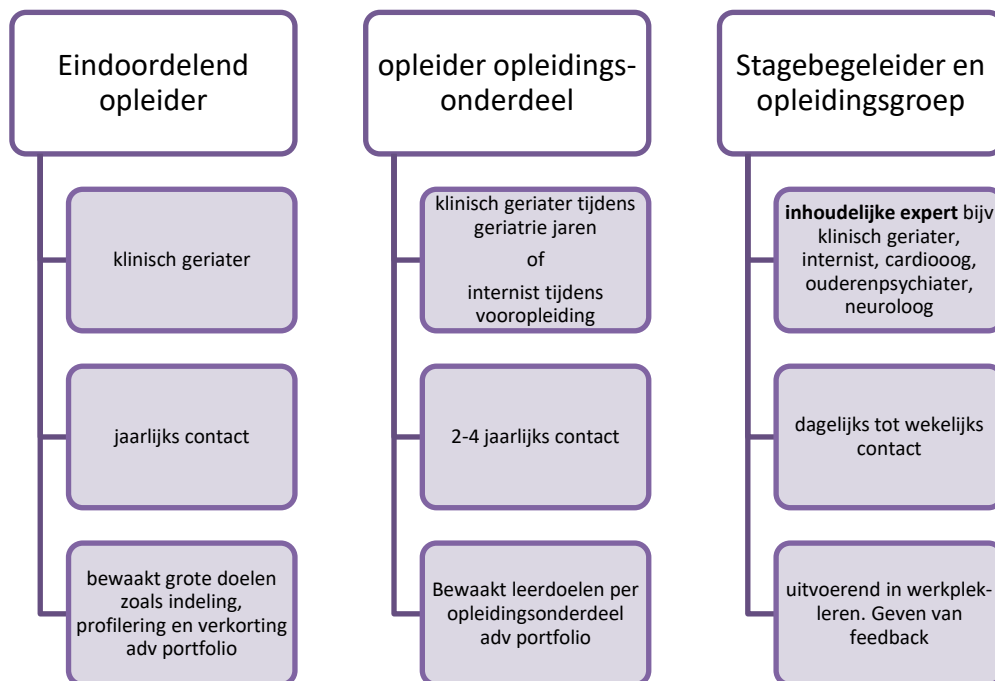 Eindoordelend
opleider
klinisch geriater
jaarlijks contact
bewaakt grote doelen
zoals indeling,
profilering en verkorting
adv portfolio
opleider opleidings-
onderdeel
klinisch geriater tijdens
geriatrie jaren
of
internist tijdens
vooropleiding
2-4 jaarlijks contact
Bewaakt leerdoelen per
opleidingsonderdeel
adv portfolio
Stagebegeleider en
opleidingsgroep
inhoudelijke expert bijv
klinisch geriater,
internist, cardiooog,
ouderenpsychiater,
neuroloog
dagelijks tot wekelijks
contact
uitvoerend in werkplek-
leren. Geven van
feedback